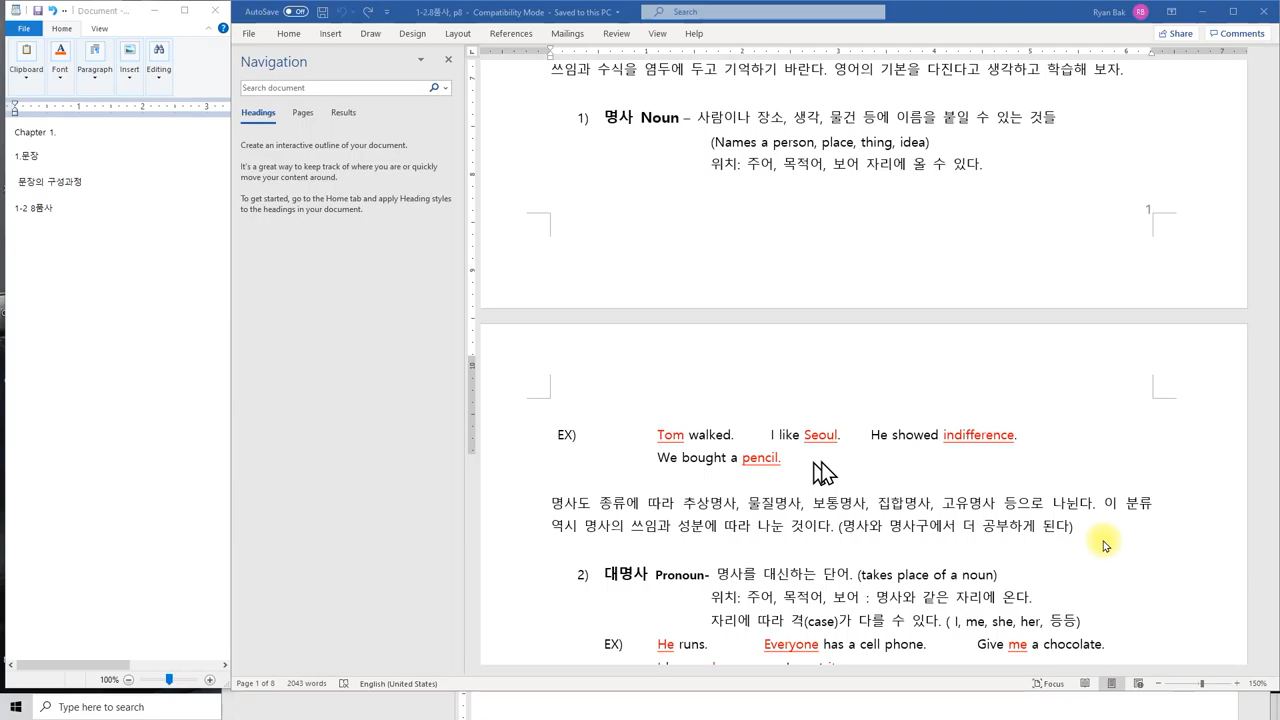 Document -...
File Home View
Clipboard Font Paragraph Insert Editing
1 2 3
Chapter 1.
1.문장
문장의 구성과정
1-2 8품사
100%
Type here to search
AutoSave Off 1-2.8품사, p8 - Compatibility Mode - Saved to this PC Search Ryan Bak RB
File Home Insert Draw Design Layout References Mailings Review View Help Share Comments
Navigation
Search document
Headings Pages Results
Create an interactive outline of your document.
It's a great way to keep track of where you are or quickly
move your content around.
To get started, go to the Home tab and apply Heading styles
to the headings in your document.
1 2 3 4 5 6 7
쓰임과 수식을 염두에 두고 기억하기 바란다. 영어의 기본을 다진다고 생각하고 학습해 보자.
1) 명사 Noun – 사람이나 장소, 생각, 물건 등에 이름을 붙일 수 있는 것들
(Names a person, place, thing, idea)
위치: 주어, 목적어, 보어 자리에 올 수 있다.
1
EX) Tom walked. I like Seoul. He showed indifference.
We bought a pencil.
명사도 종류에 따라 추상명사, 물질명사, 보통명사, 집합명사, 고유명사 등으로 나뉜다. 이 분류
역시 명사의 쓰임과 성분에 따라 나눈 것이다. (명사와 명사구에서 더 공부하게 된다)
2) 대명사 Pronoun- 명사를 대신하는 단어. (takes place of a noun)
위치: 주어, 목적어, 보어 : 명사와 같은 자리에 온다.
자리에 따라 격(case)가 다를 수 있다. ( I, me, she, her, 등등)
EX) He runs. Everyone has a cell phone. Give me a chocolate.
Page 1 of 8 2043 words English (United States) Focus 150%